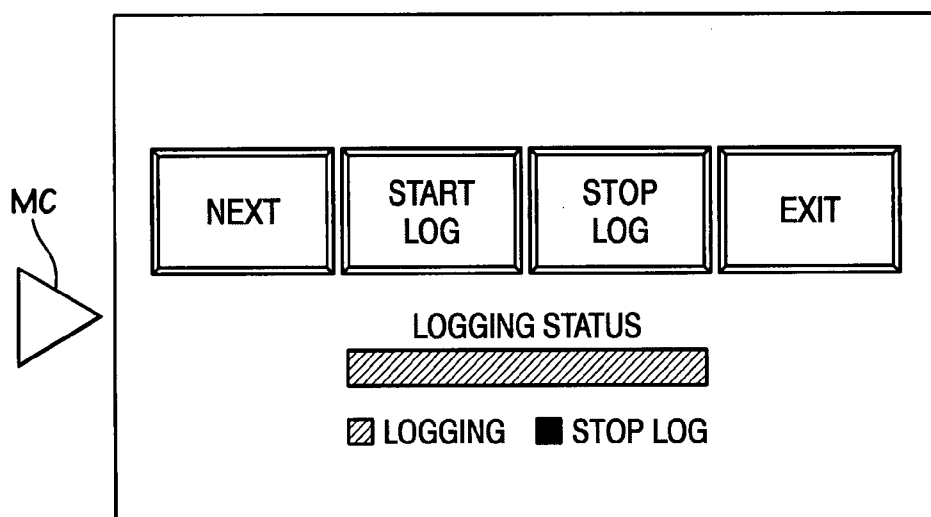 MC
NEXT
START
LOG
STOP
LOG
EXIT
LOGGING STATUS
LOGGING
STOP LOG